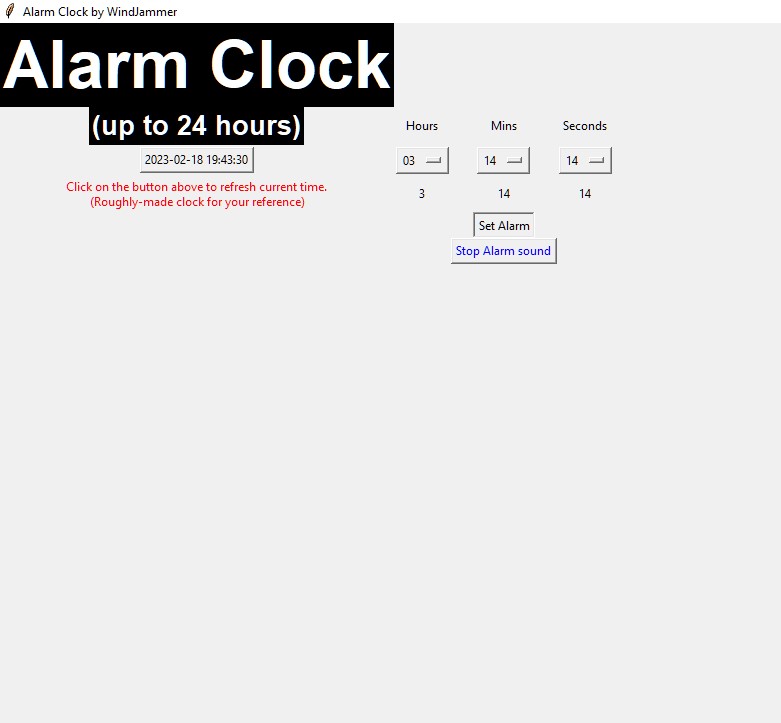 Alarm Clock by WindJammer
Alarm Clock
(up to 24 hours)
2023-02-18 19:43:30
Click on the button above to refresh current time.
(Roughly-made clock for your reference)
Hours Mins Seconds
03 14 14
3 14 14
Set Alarm
Stop Alarm sound